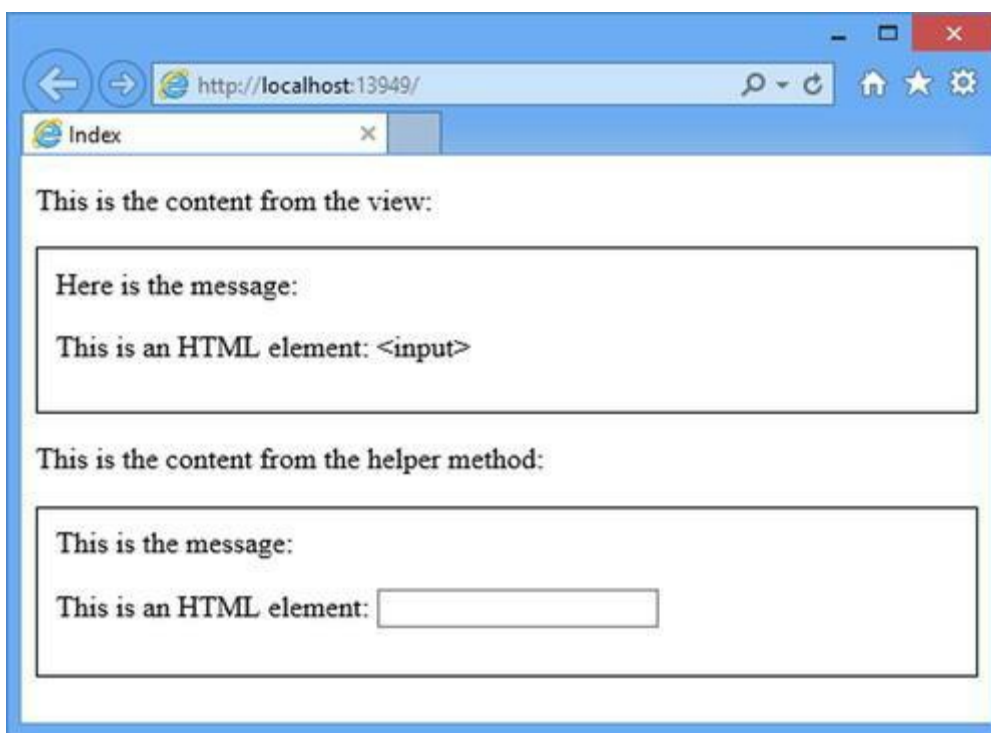 http://localhost:13949/
Index
This is the content from the view:
Here is the message:
This is an HTML element: <input>
This is the content from the helper method:
This is the message:
This is an HTML element: